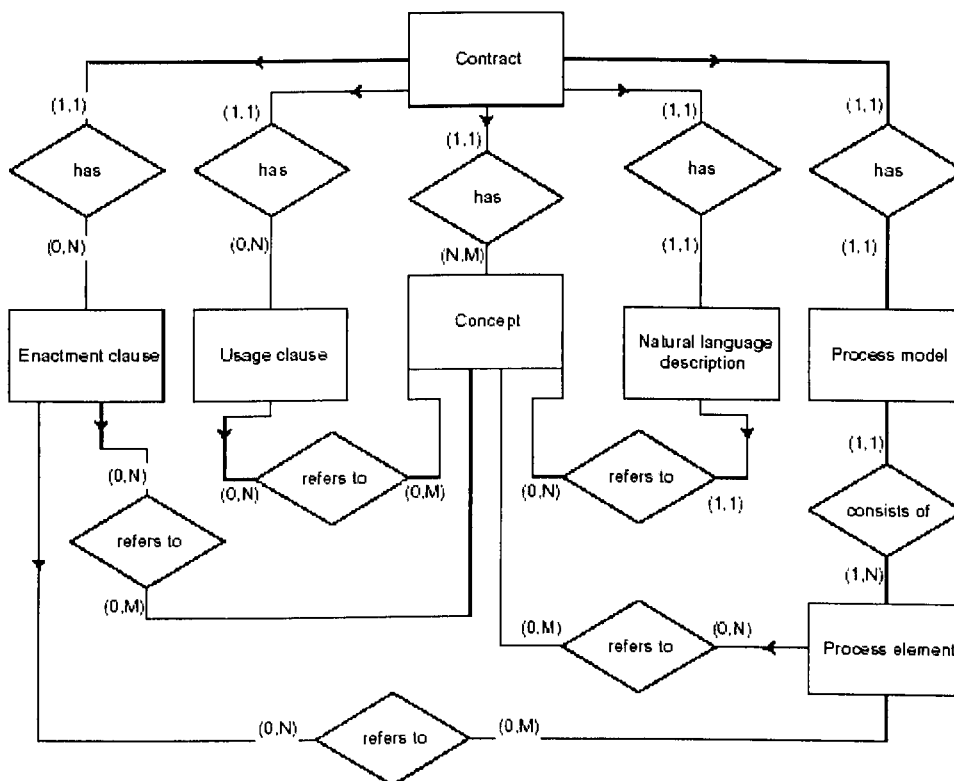 Contract
(1,1)
(1,1)
(1,1)
(1,1)
(1,1)
has
has
has
has
has
(0,N)
(0,N)
(N,M)
(1,1)
(1,1)
Enactment clause
Usage clause
Concept
Natural language
description
Process model
(0,N)
(0,N)
refers to
(0,M)
(0,N)
refers to
(1,1)
(1,1)
consists of
refers to
(0,M)
(1,N)
(0,M)
refers to
(0,N)
Process element
(0,N)
refers to
(0,M)